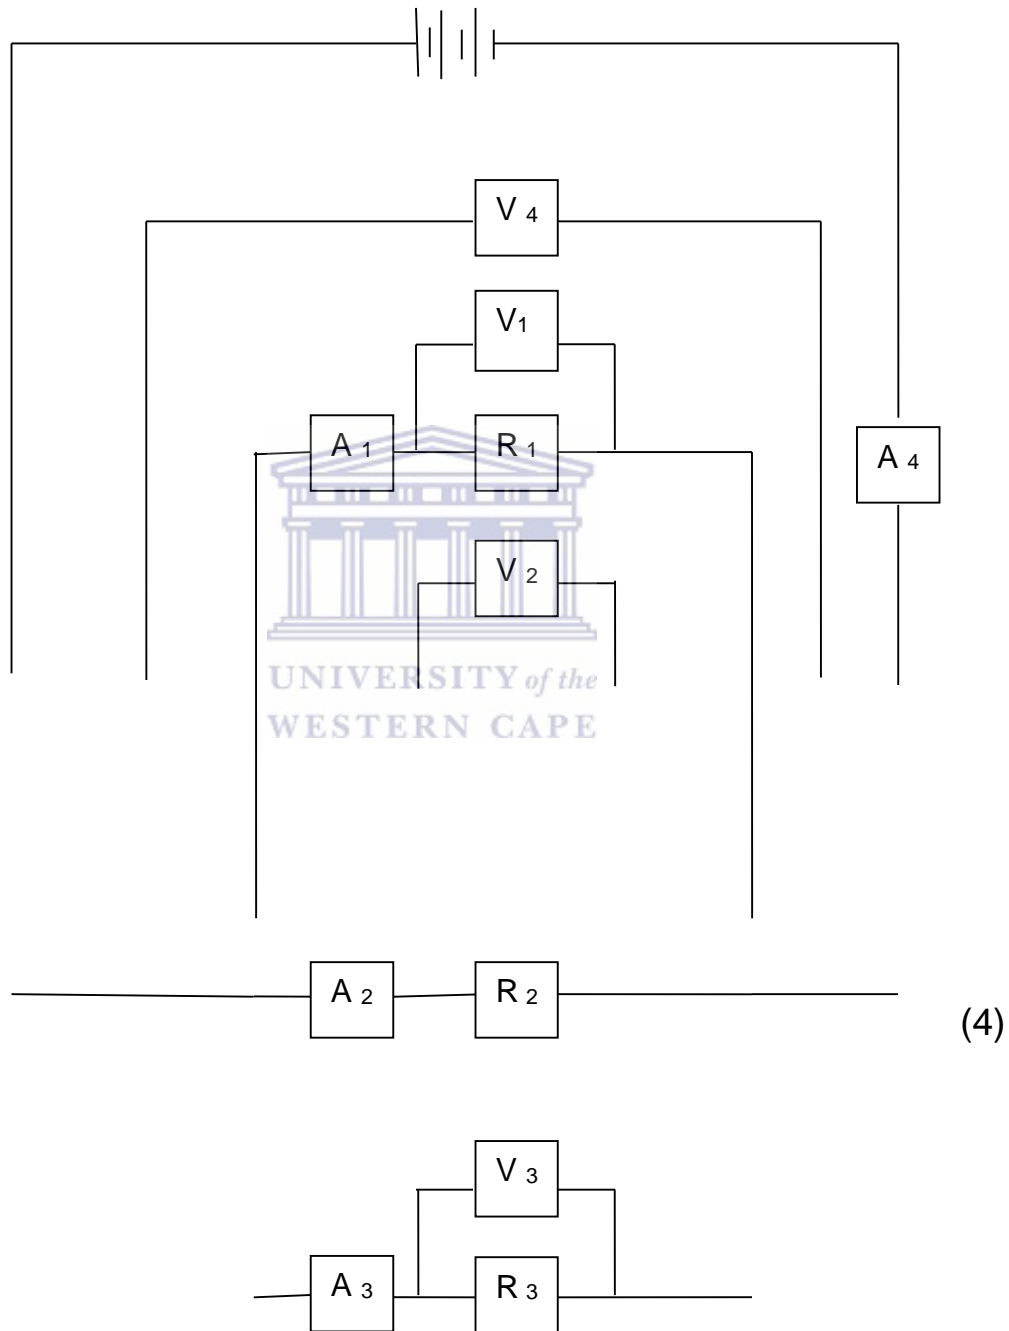 V 4
V1
A 1 R 1
A 4
V 2
UNIVERSITY of the
WESTERN CAPE
A 2 R 2
(4)
V 3
A 3 R 3